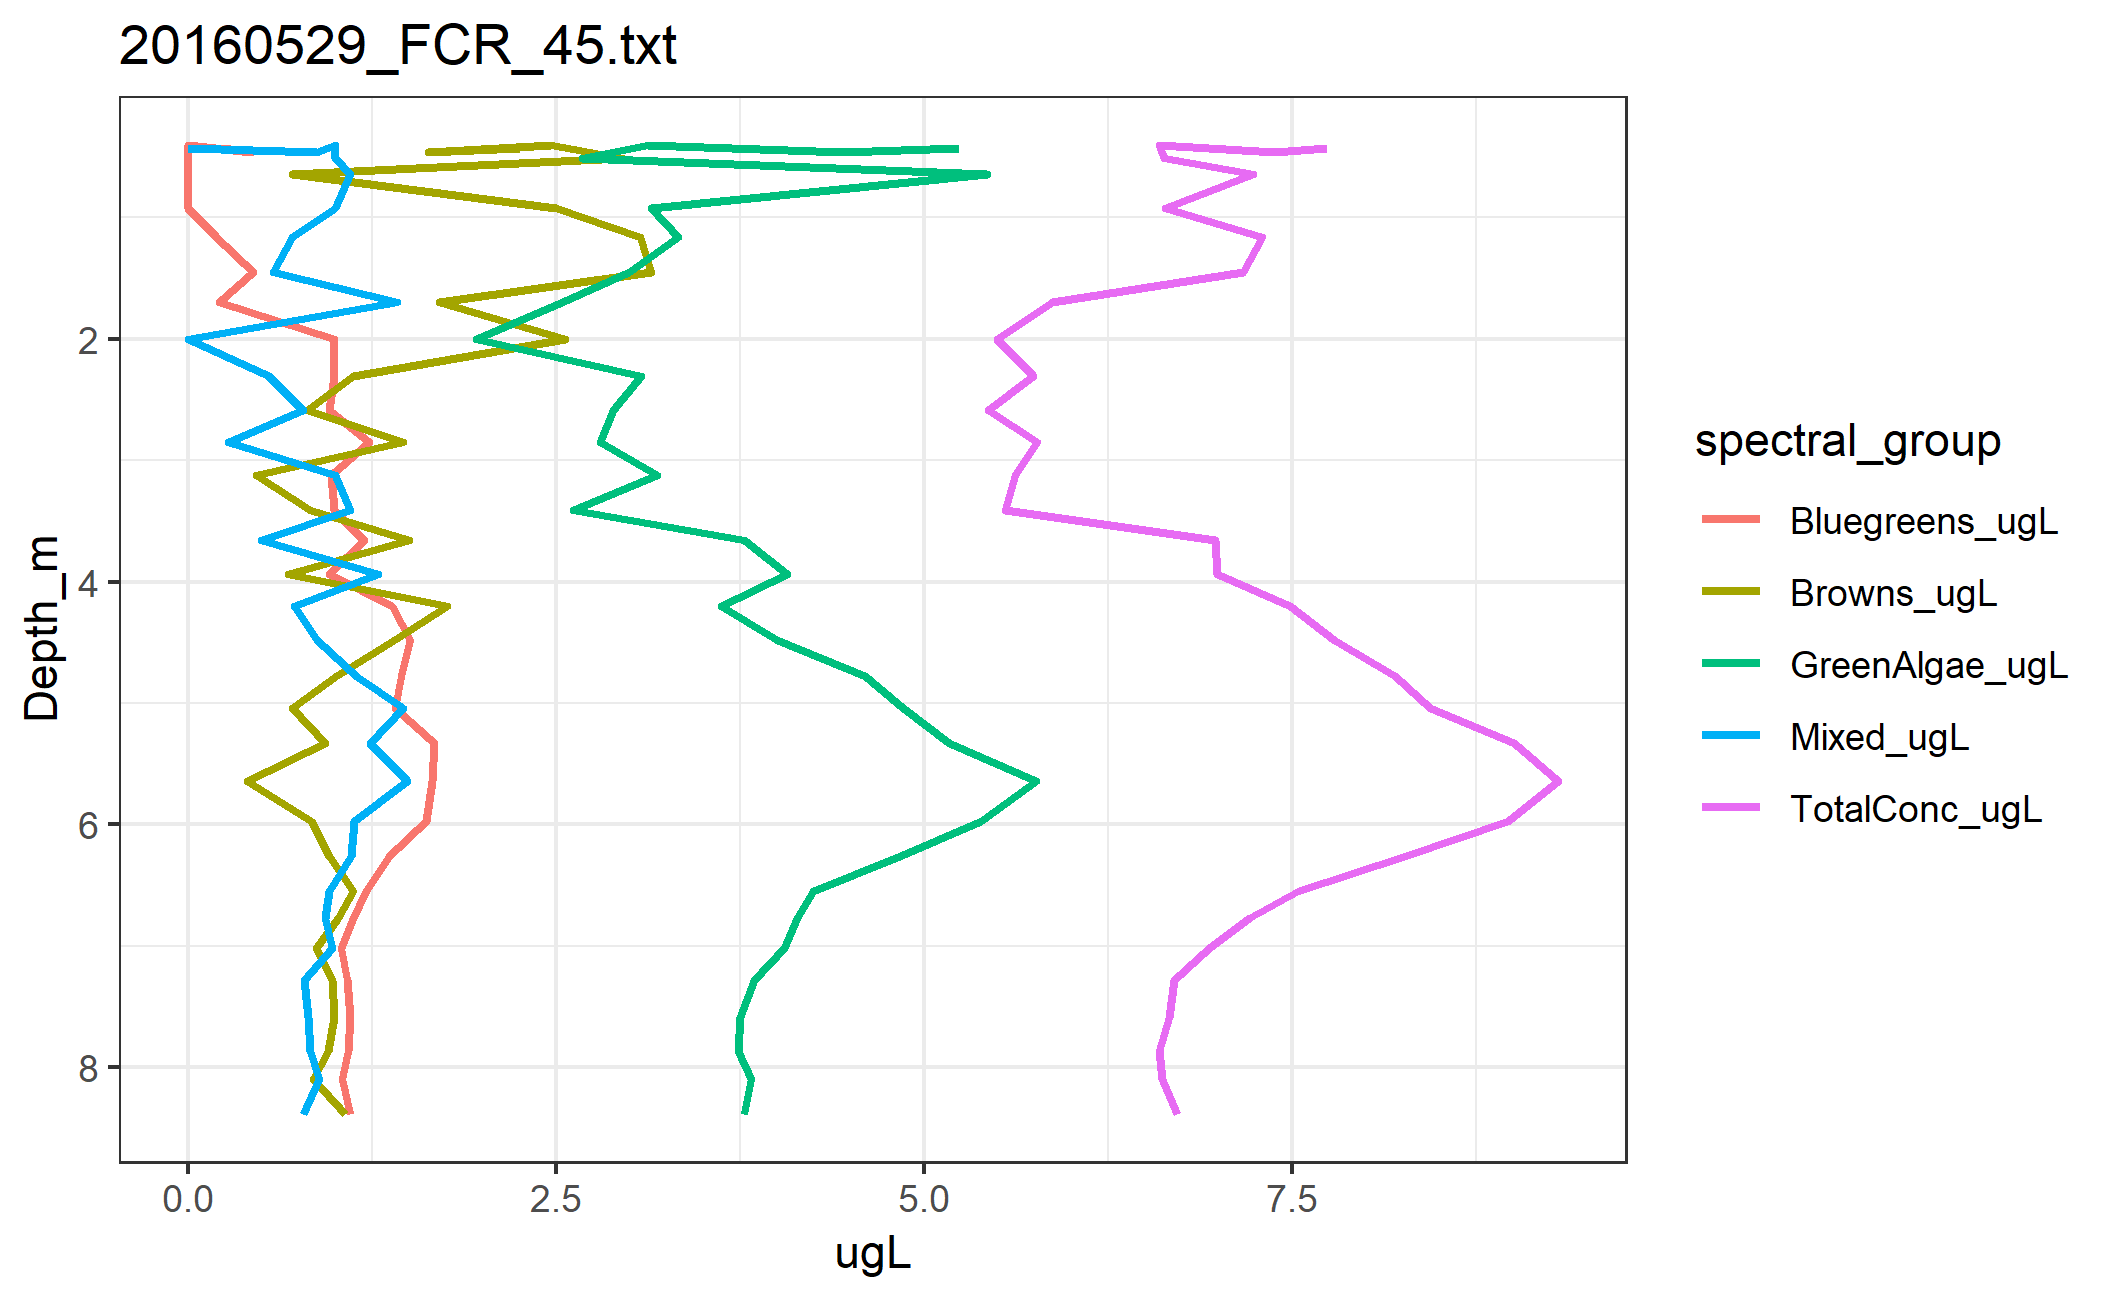 20160529_FCR_45.txt
Depth_m
2
4
6
8
0.0 2.5 5.0 7.5
ugL
spectral_group
Bluegreens_ugL
Browns_ugL
GreenAlgae_ugL
Mixed_ugL
TotalConc_ugL